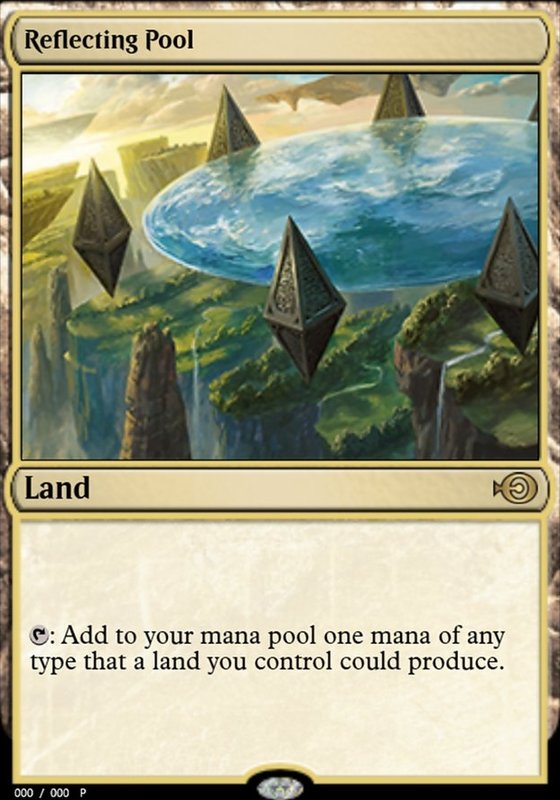 Reflecting Pool
Land
: Add to your mana pool one mana of any
type that a land you control could produce.
000 / 000 P